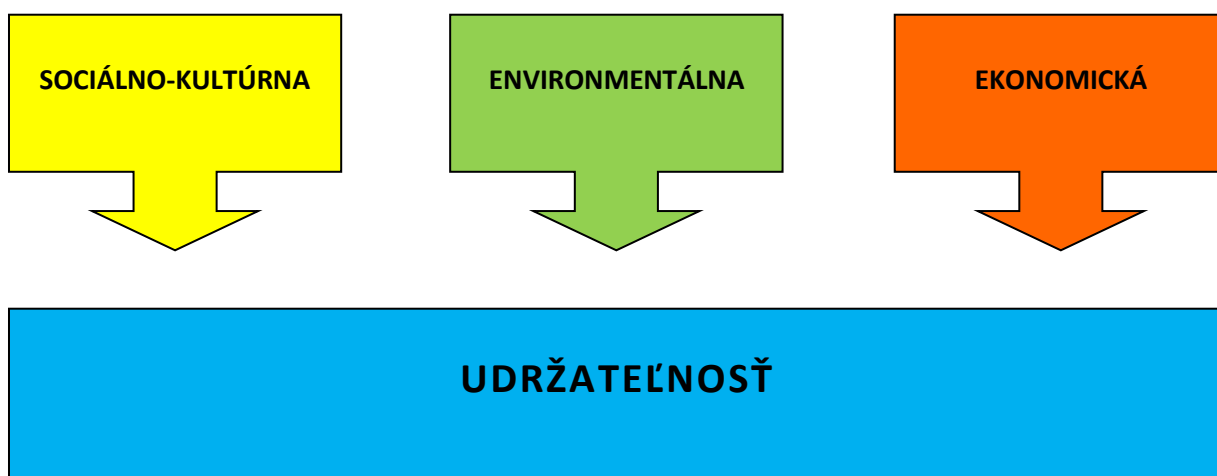 SOCIÁLNO-KULTÚRNA
ENVIRONMENTÁLNA
EKONOMICKÁ
UDRŽATEĽNOSŤ